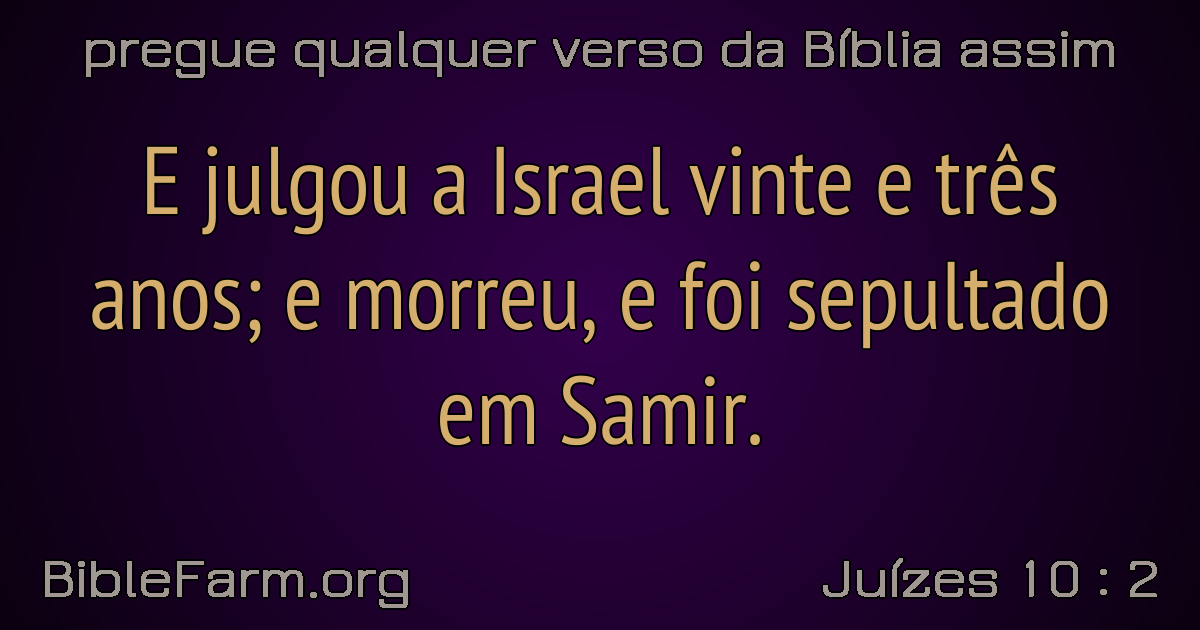 pregue qualquer verso da Bíblia assim
E julgou a Israel vinte e três
anos; e morreu, e foi sepultado
em Samir.
BibleFarm.org
Juízes 10 : 2